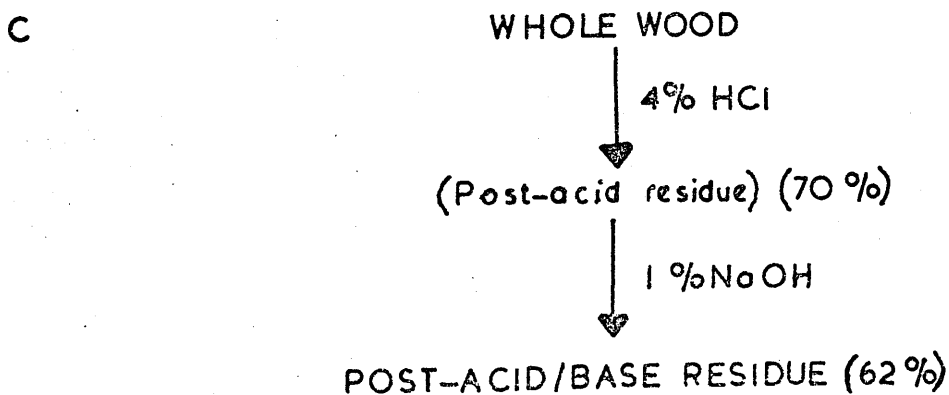 C
WHOLE WOOD
4% HCl
(Post-acid residue) (70%)
1% NaOH
POST-ACID/BASE RESIDUE (62%)